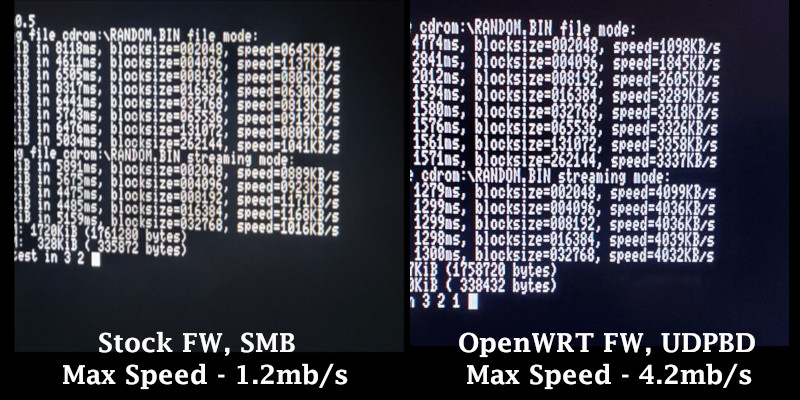 0.5
g file cdrom:\RANDOM.BIN file mode:
iB in 8118ms, blocksize=002048, speed=0645KB/s
iB in 4611ms, blocksize=004096, speed=1137KB/s
iB in 6505ms, blocksize=008192, speed=0805KB/s
iB in 8317ms, blocksize=016384, speed=0630KB/s
iB in 6441ms, blocksize=032768, speed=0813KB/s
iB in 5743ms, blocksize=065536, speed=0912KB/s
iB in 6476ms, blocksize=131072, speed=0809KB/s
iB in 5034ms, blocksize=262144, speed=1041KB/s
g file cdrom:\RANDOM.BIN streaming mode:
iB in 5891ms, blocksize=002048, speed=0889KB/s
blocksize=004096, speed=0923KB/s
iB in 4475ms, blocksize=008192, speed=1171KB/s
iB in 4485ms, blocksize=016384, speed=1168KB/s
iB in 5159ms, blocksize=032768, speed=1016KB/s
: 1720KiB (1761280 bytes)
: 328KiB ( 335872 bytes)
test in 3 2
Stock FW, SMB
Max Speed - 1.2mb/s
cdrom:\RANDOM.BIN file mode:
4774ms, blocksize=002048, speed=1098KB/s
2841ms, blocksize=004096, speed=1845KB/s
2012ms, blocksize=008192, speed=2605KB/s
1594ms, blocksize=016384, speed=3289KB/s
1580ms, blocksize=032768, speed=3318KB/s
1576ms, blocksize=065536, speed=3326KB/s
1561ms, blocksize=131072, speed=3358KB/s
1571ms, blocksize=262144, speed=3337KB/s
e cdrom:\RANDOM.BIN streaming mode:
1279ms, blocksize=002048, speed=4099KB/s
1299ms, blocksize=004096, speed=4036KB/s
1299ms, blocksize=008192, speed=4036KB/s
1298ms, blocksize=016384, speed=4039KB/s
1300ms, blocksize=032768, speed=4032KB/s
7KiB (1758720 bytes)
0KiB ( 338432 bytes)
n 3 2 1
OpenWRT FW, UDPBD
Max Speed - 4.2mb/s